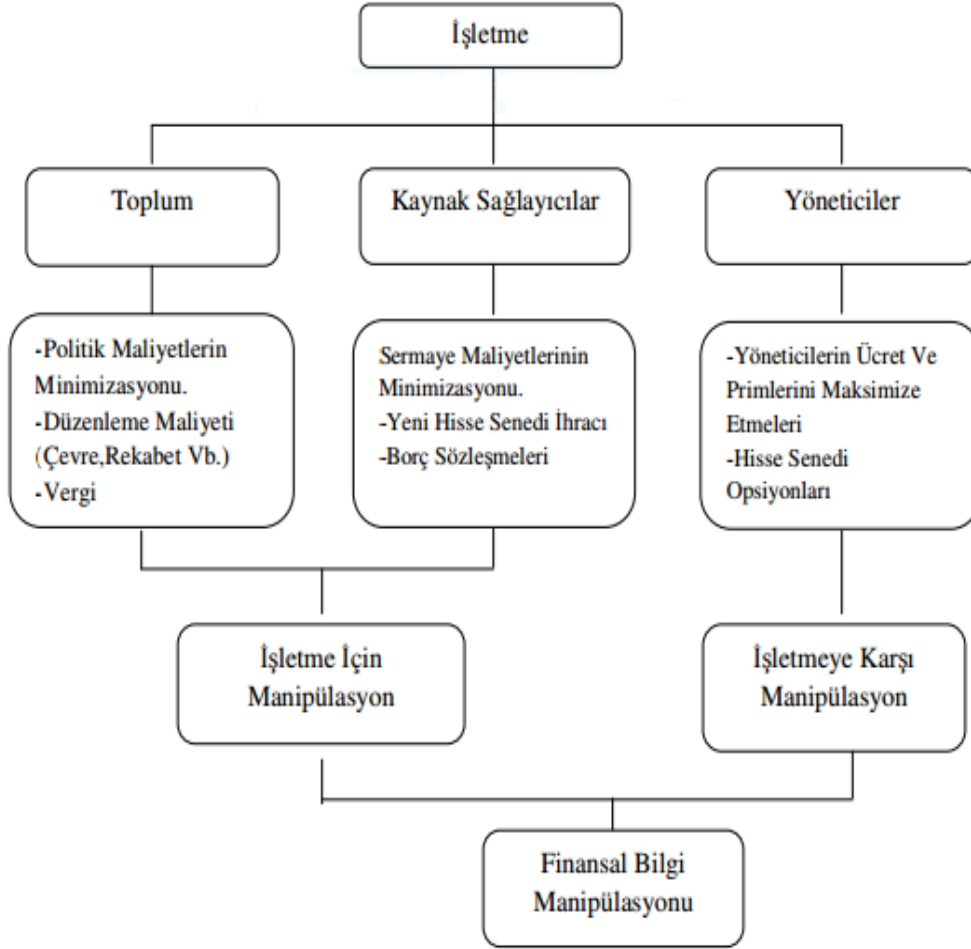 İşletme
Toplum
Kaynak Sağlayıcılar
Yöneticiler
-Politik Maliyetlerin
Minimizasyonu.
-Düzenleme Maliyeti
(Çevre,Rekabet Vb.)
-Vergi
Sermaye Maliyetlerinin
Minimizasyonu.
-Yeni Hisse Senedi İhracı
-Borç Sözleşmeleri
-Yöneticilerin Ücret Ve
Primlerini Maksimize
Etmeleri
-Hisse Senedi
Opsiyonları
İşletme İçin
Manipülasyon
İşletmeye Karşı
Manipülasyon
Finansal Bilgi
Manipülasyonu